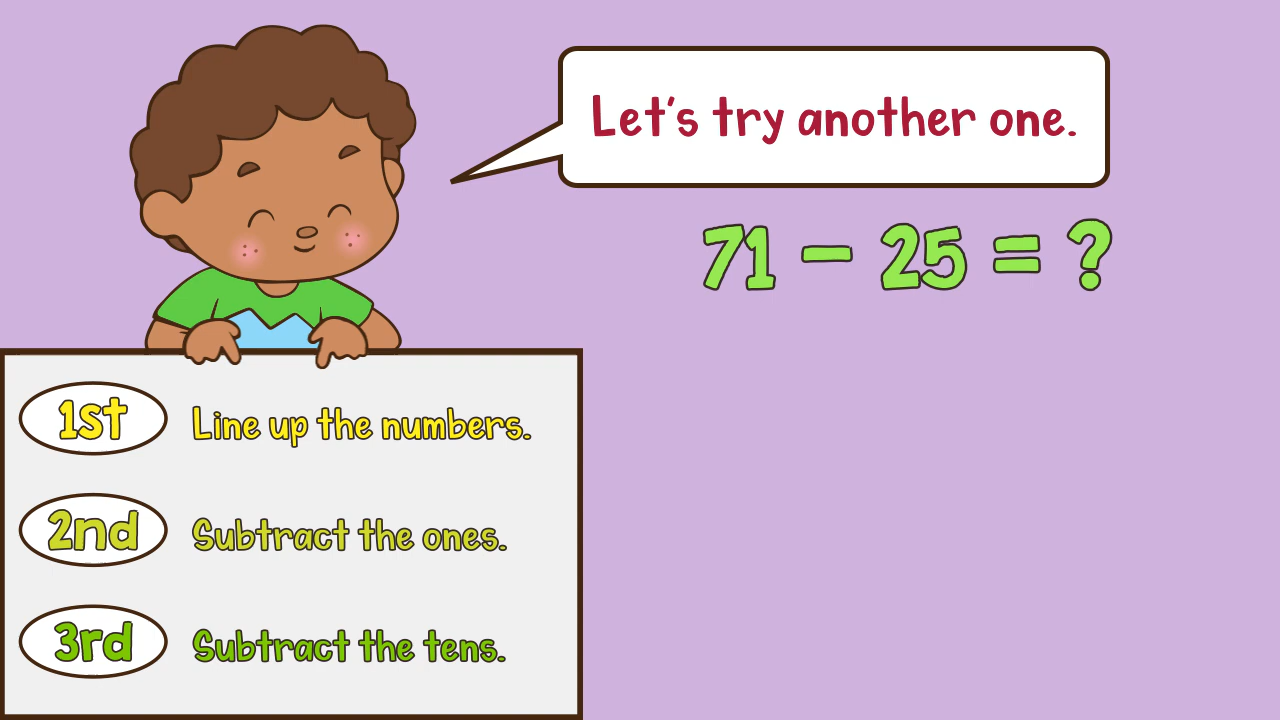 Let's try another one.
71 - 25 = ?
1st Line up the numbers.
2nd Subtract the ones.
3rd Subtract the tens.